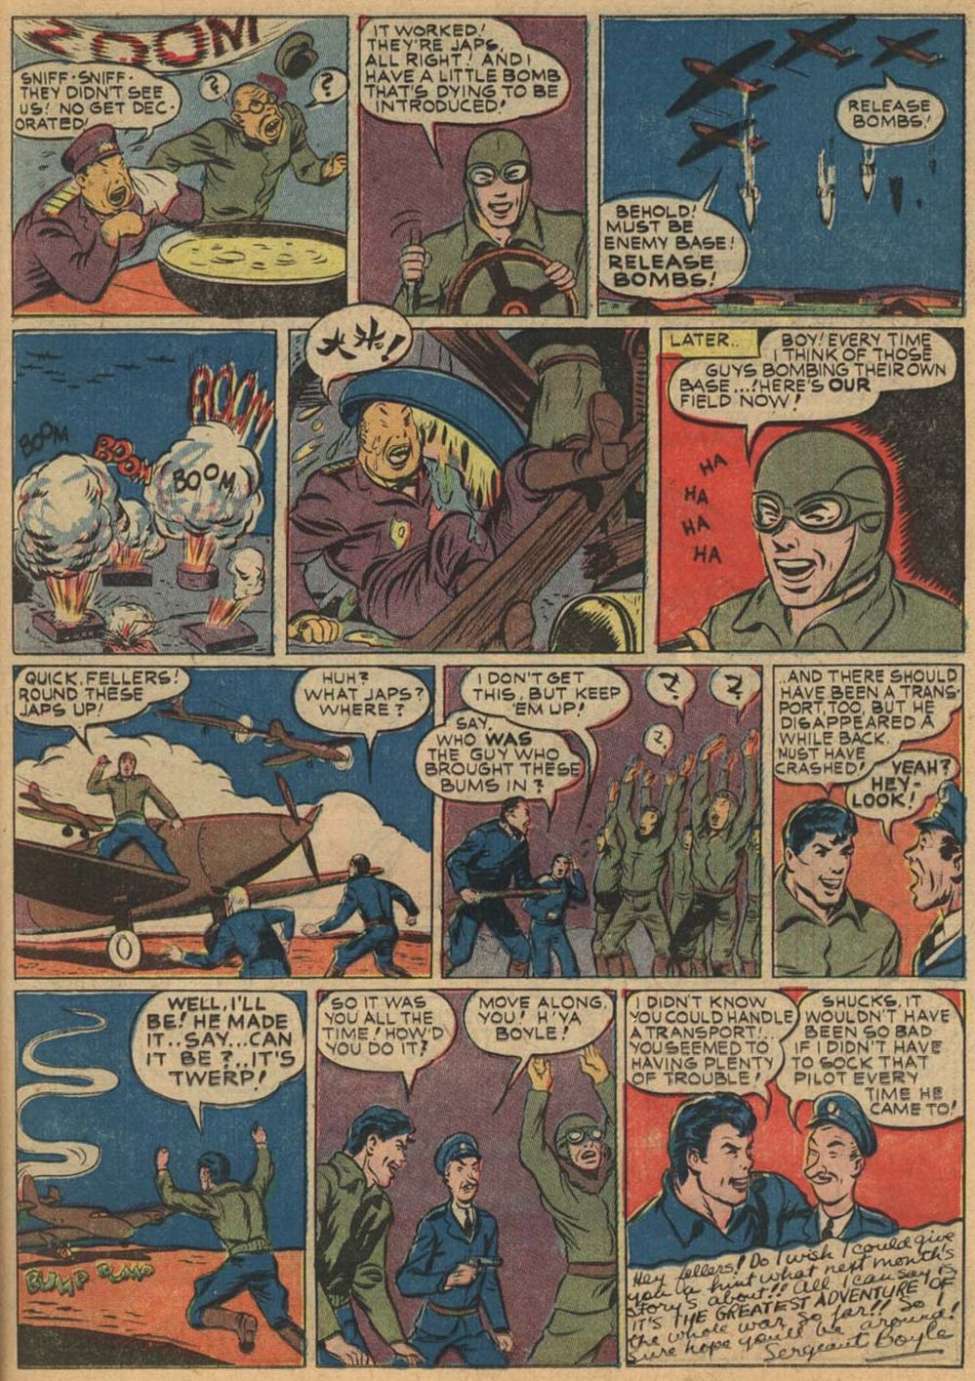 ZOOM
SNIFF-SNIFF-
THEY DIDN'T SEE
US! NO GET DEC-
ORATED!
?
?
IT WORKED!
THEY'RE JAPS,
ALL RIGHT! AND I
HAVE A LITTLE BOMB
THAT'S DYING TO BE
INTRODUCED!
RELEASE
BOMBS!
BEHOLD!
MUST BE
ENEMY BASE!
RELEASE
BOMBS!
BOOM
BOOM
BOOM
BOOM
LATER..
BOY! EVERY TIME
I THINK OF THOSE
GUYS BOMBING THEIR OWN
BASE...! HERE'S OUR
FIELD NOW!
HA
HA
HA
HA
QUICK, FELLERS!
ROUND THESE
JAPS UP!
HUH?
WHAT JAPS?
WHERE?
I DON'T GET
THIS, BUT KEEP
'EM UP!
SAY,
WHO WAS
THE GUY WHO
BROUGHT THESE
BUMS IN?
?
?
?
..AND THERE SHOULD
HAVE BEEN A TRANS-
PORT, TOO, BUT HE
DISAPPEARED A
WHILE BACK.
MUST HAVE
CRASHED!
YEAH?
HEY-
LOOK!
WELL, I'LL
BE! HE MADE
IT..SAY...CAN
IT BE?..IT'S
TWERP!
BUMP BUMP
SO IT WAS
YOU ALL THE
TIME! HOW'D
YOU DO IT?
MOVE ALONG,
YOU! H'YA
BOYLE!
I DIDN'T KNOW
YOU COULD HANDLE
A TRANSPORT!..
YOU SEEMED TO
HAVING PLENTY
OF TROUBLE!
SHUCKS, IT
WOULDN'T HAVE
BEEN SO BAD
IF I DIDN'T HAVE
TO SOCK THAT
PILOT EVERY
TIME HE
CAME TO!
Hey fellers! Do I wish I could give
you a hint what next month's
story's about!! All I can say is
IT'S THE GREATEST ADVENTURE OF
the whole war so far!! So I
sure hope you'll be around!
Sergeant Boyle